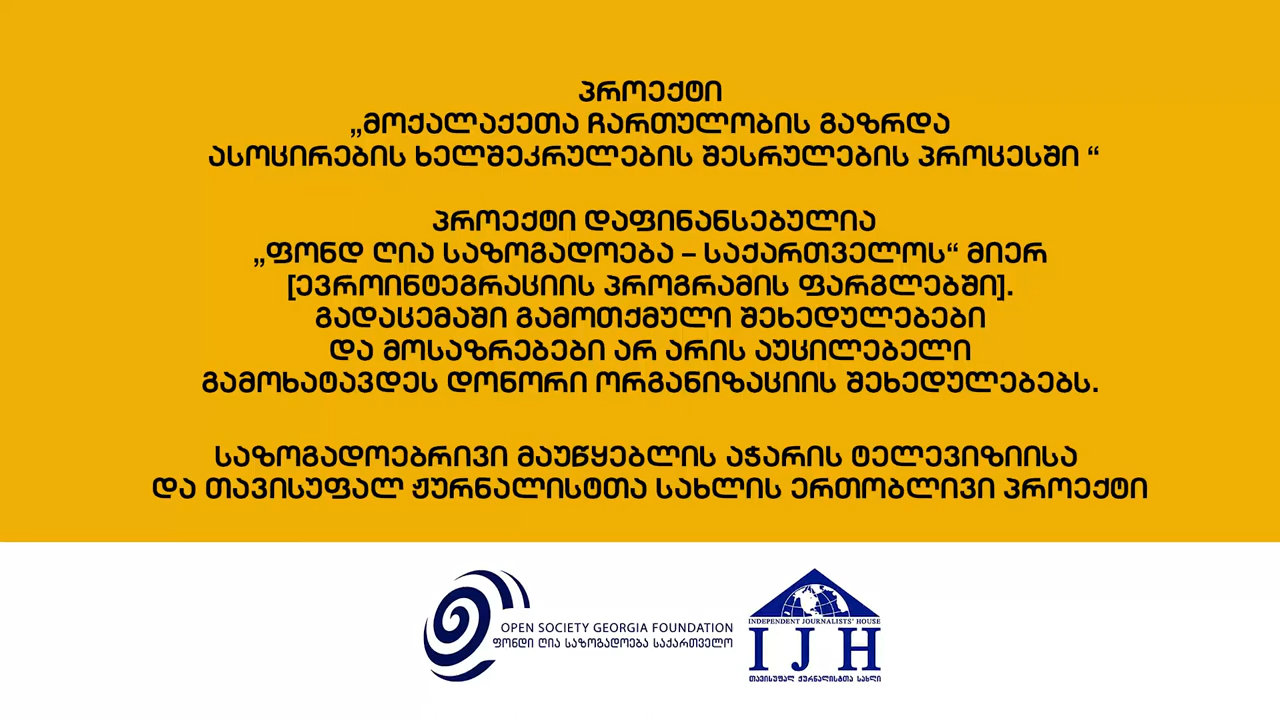 პროექტი
„მოქალაქეთა ჩართულობის გაზრდა
ასოცირების ხელშეკრულების შესრულების პროცესში “
პროექტი დაფინანსებულია
„ფონდ ღია საზოგადოება – საქართველოს“ მიერ
[ევროინტეგრაციის პროგრამის ფარგლებში].
გადაცემაში გამოთქმული შეხედულებები
და მოსაზრებები არ არის აუცილებელი
გამოხატავდეს დონორი ორგანიზაციის შეხედულებებს.
საზოგადოებრივი მაუწყებლის აჭარის ტელევიზიისა
და თავისუფალ ჟურნალისტთა სახლის ერთობლივი პროექტი
OPEN SOCIETY GEORGIA FOUNDATION
ფონდი ღია საზოგადოება საქართველო
INDEPENDENT JOURNALISTS' HOUSE
IJH
თავისუფალ ჟურნალისტთა სახლი